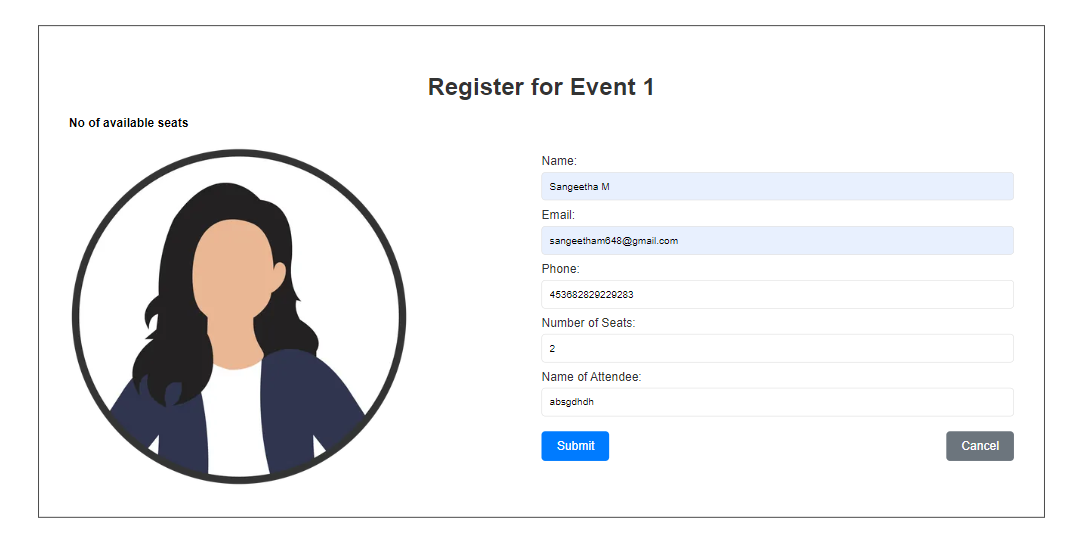 Register for Event 1
No of available seats
Name:
Sangeetha M
Email:
sangeetham648@gmail.com
Phone:
453682829229283
Number of Seats:
2
Name of Attendee:
absgdhdh
Submit
Cancel